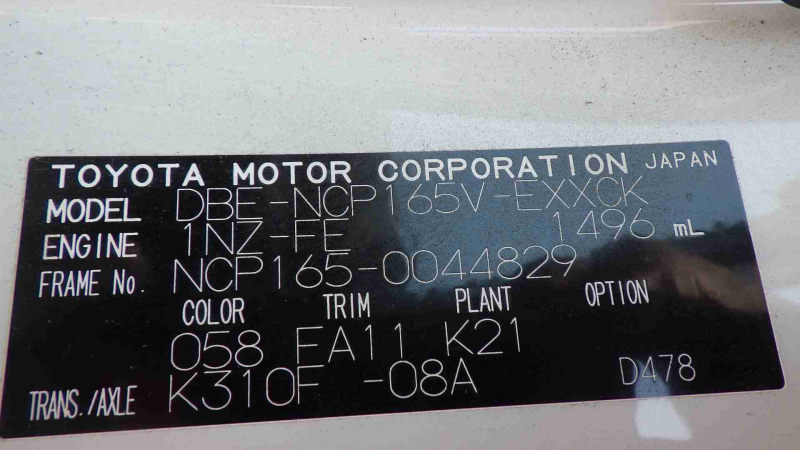 TOYOTA MOTOR CORPORATION JAPAN
MODEL DBE-NCP165V-EXXCK
ENGINE 1NZ-FE 1496 mL
FRAME No. NCP165-0044829
COLOR TRIM PLANT OPTION
058 FA11 K21
TRANS./AXLE K310F -08A D478